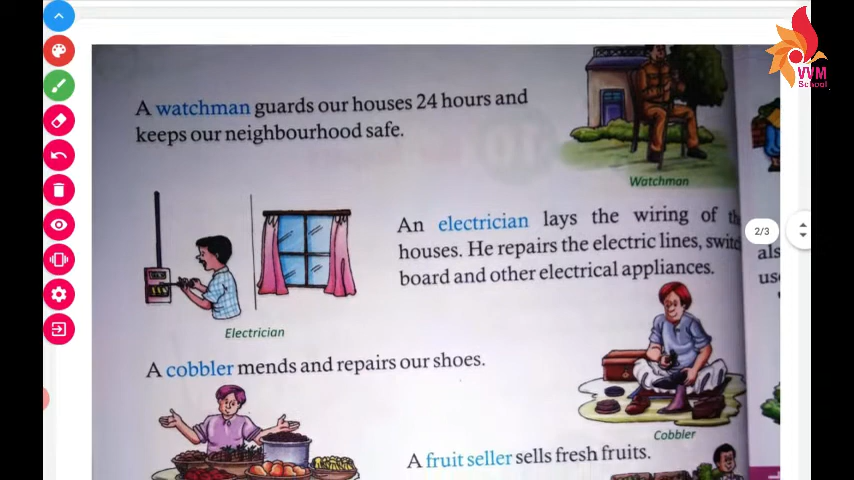 VVM
School
A watchman guards our houses 24 hours and
keeps our neighbourhood safe.
Watchman
An electrician lays the wiring of
houses. He repairs the electric lines,
board and other electrical appliances.
2/3
als
Electrician
A cobbler mends and repairs our shoes.
Cobbler
A fruit seller sells fresh fruits.